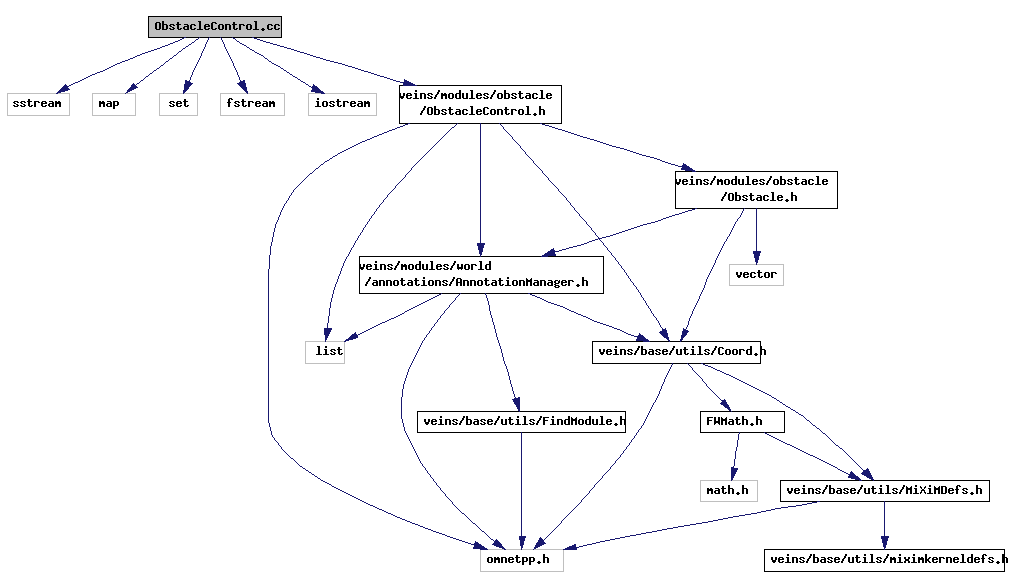 ObstacleControl.cc
sstream
map
set
fstream
iostream
veins/modules/obstacle
/ObstacleControl.h
veins/modules/obstacle
/Obstacle.h
veins/modules/world
/annotations/AnnotationManager.h
vector
list
veins/base/utils/Coord.h
veins/base/utils/FindModule.h
FWMath.h
math.h
veins/base/utils/MiXiMDefs.h
omnetpp.h
veins/base/utils/miximkerneldefs.h